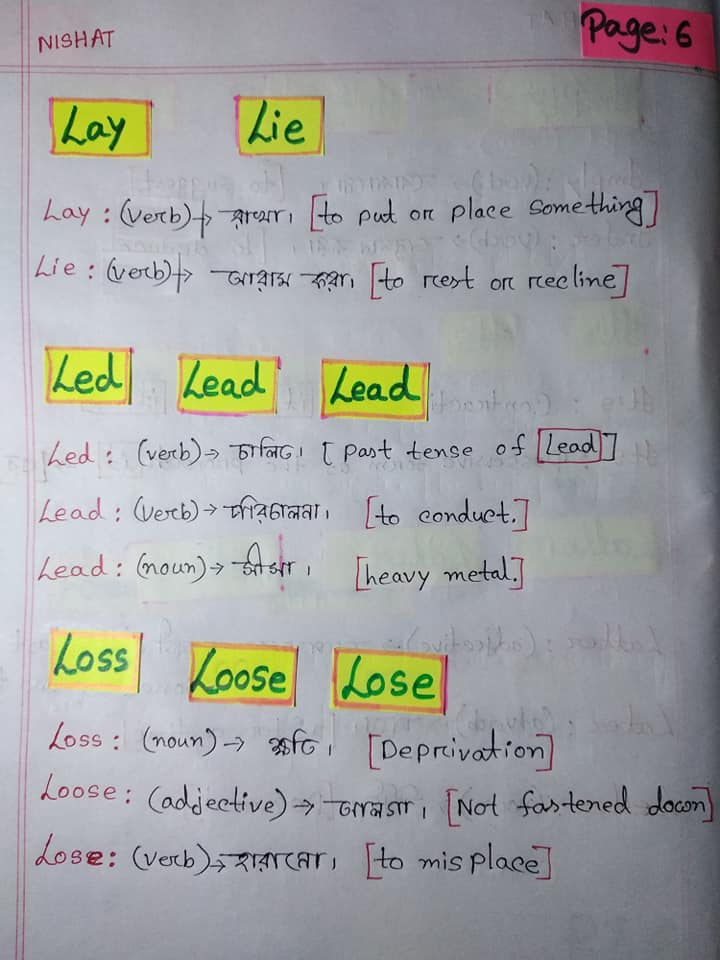 NISHAT
Page: 6
Lay Lie
Lay : (verb) → রাখা। [to put or place something]
Lie : (verb) → আরাম করা। [to rest or recline]
Led Lead Lead
Led : (verb) → চালিত। [past tense of Lead]
Lead : (verb) → পরিচালনা। [to conduct.]
Lead : (noun) → সীসা। [heavy metal.]
Loss Loose Lose
Loss : (noun) → ক্ষতি। [Deprivation]
Loose : (adjective) → আলগা। [Not fastened down]
Lose : (verb) → হারানো। [to misplace]